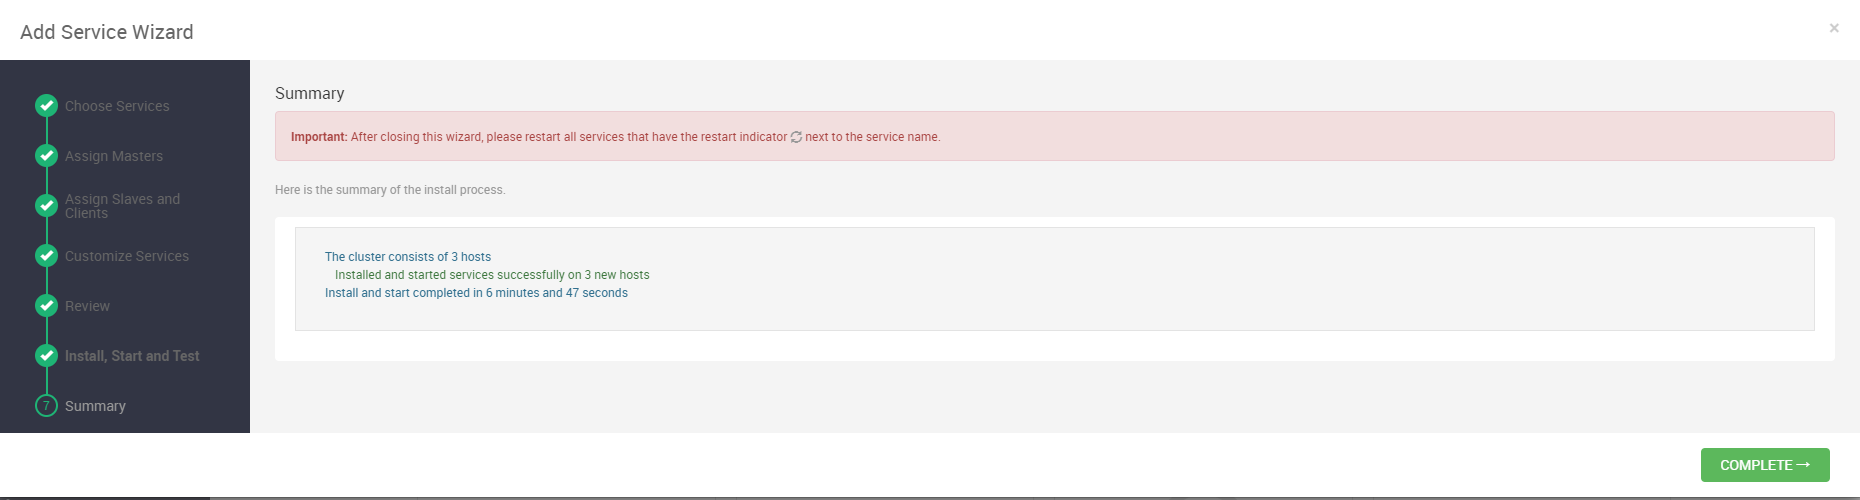 Add Service Wizard
×
Choose Services
Assign Masters
Assign Slaves and
Clients
Customize Services
Review
Install, Start and Test
7 Summary
Summary
Important: After closing this wizard, please restart all services that have the restart indicator next to the service name.
Here is the summary of the install process.
The cluster consists of 3 hosts
Installed and started services successfully on 3 new hosts
Install and start completed in 6 minutes and 47 seconds
COMPLETE →